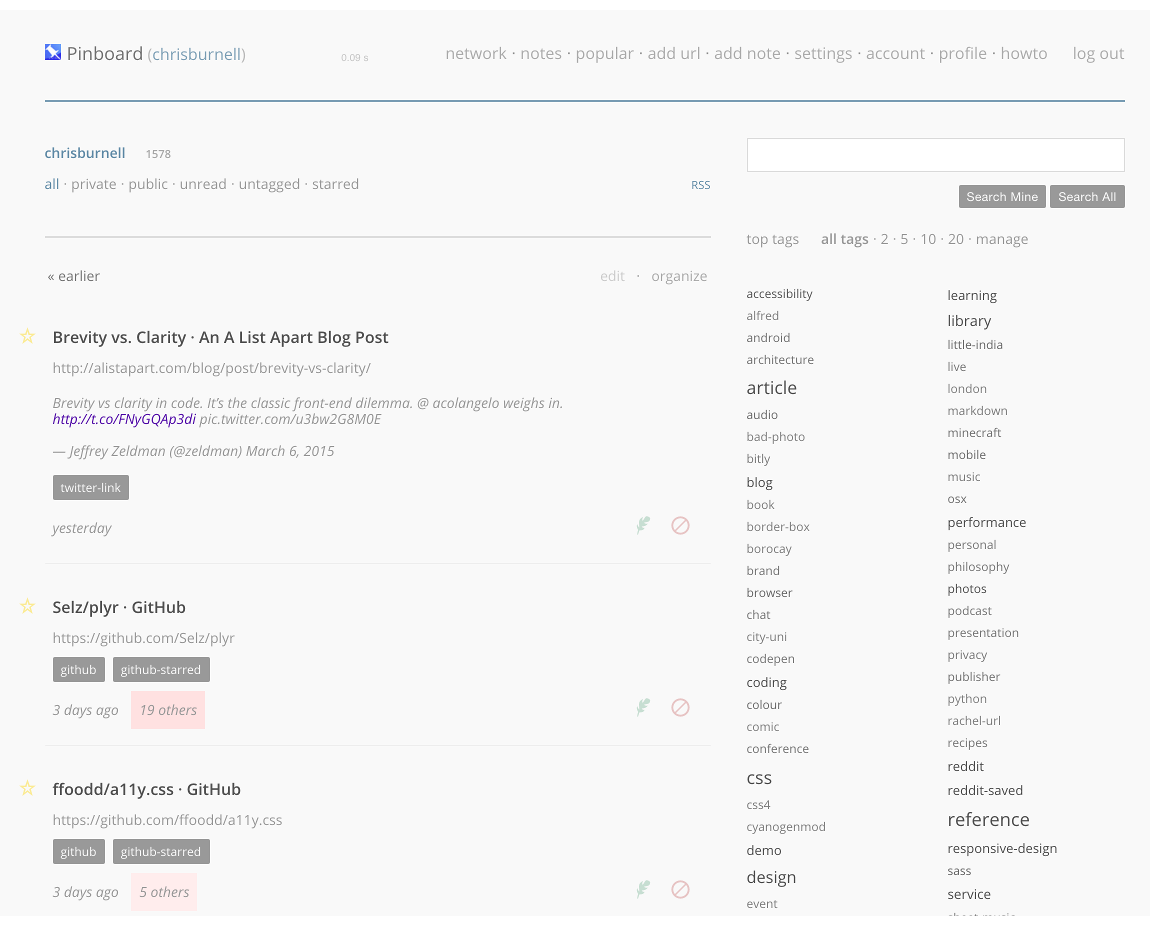 Pinboard (chrisburnell)
0.09 s
network · notes · popular · add url · add note · settings · account · profile · howto log out
chrisburnell 1578
all · private · public · unread · untagged · starred
RSS
« earlier
edit · organize
Brevity vs. Clarity · An A List Apart Blog Post
http://alistapart.com/blog/post/brevity-vs-clarity/
Brevity vs clarity in code. It's the classic front-end dilemma. @ acolangelo weighs in.
http://t.co/FNyGQAp3di pic.twitter.com/u3bw2G8M0E
— Jeffrey Zeldman (@zeldman) March 6, 2015
twitter-link
yesterday
Selz/plyr · GitHub
https://github.com/Selz/plyr
github github-starred
3 days ago 19 others
ffoodd/a11y.css · GitHub
https://github.com/ffoodd/a11y.css
github github-starred
3 days ago 5 others
Search Mine Search All
top tags all tags · 2 · 5 · 10 · 20 · manage
accessibility
alfred
android
architecture
article
audio
bad-photo
bitly
blog
book
border-box
borocay
brand
browser
chat
city-uni
codepen
coding
colour
comic
conference
css
css4
cyanogenmod
demo
design
event
learning
library
little-india
live
london
markdown
minecraft
mobile
music
osx
performance
personal
philosophy
photos
podcast
presentation
privacy
publisher
python
rachel-url
recipes
reddit
reddit-saved
reference
responsive-design
sass
service